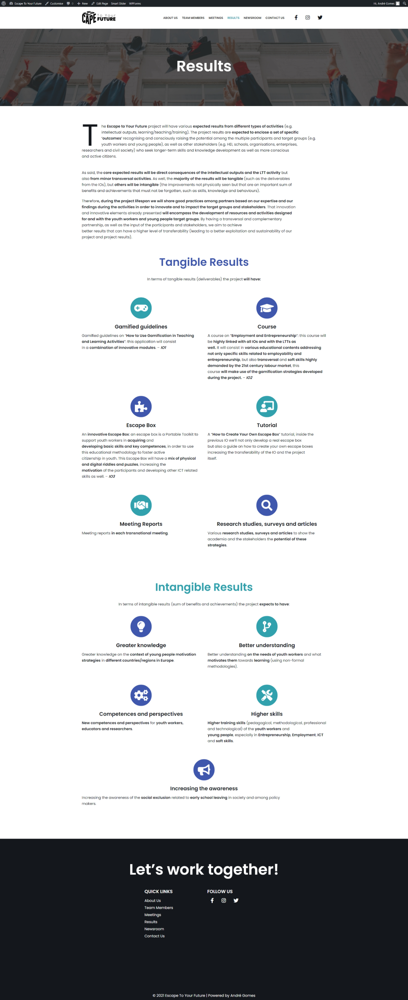 Escape To Your Future Customise 0 New Edit Page Smart Slider WPForms Hi, André Gomes
CAPE To Your FUTURE
ABOUT US TEAM MEMBERS MEETINGS RESULTS NEWSROOM CONTACT US
Results
The Escape to Your Future project will have various expected results from different types of activities (e.g.
intellectual outputs, learning/teaching/training). The project results are expected to enclose a set of specific
‘outcomes’ recognising and consciously raising the potential among the multiple participants and target groups (e.g.
youth workers and young people), as well as other stakeholders (e.g. HEI, schools, organisations, enterprises,
researchers and civil society) who seek longer-term skills and knowledge development as well as more conscious
and active citizens.
As said, the core expected results will be direct consequences of the intellectual outputs and the LTT activity but
also from minor transversal activities. As well, the majority of the results will be tangible (such as the deliverables
from the IOs), but others will be intangible (the improvements not physically seen but that are an important sum of
benefits and achievements that must not be forgotten, such as skills, knowledge and behaviours).
Therefore, during the project lifespan we will share good practices among partners based on our expertise and our
findings during the activities in order to innovate and to impact the target groups and stakeholders. That innovation
and innovative elements already presented will encompass the development of resources and activities designed
for and with the youth workers and young people target groups. By having a transversal and complementary
partnership, as well as the input of the participants and stakeholders, we aim to achieve
better results that can have a higher level of transferability (leading to a better exploitation and sustainability of our
project and project results).
Tangible Results
In terms of tangible results (deliverables) the project will have:
Gamified guidelines
Gamified guidelines on “How to Use Gamification in Teaching
and Learning Activities”: this application will consist
in a combination of innovative modules. – IO1
Course
A course on “Employment and Entrepreneurship”: this course will
be highly linked with all IOs and with the LTTs as
well. It will consist in various educational contents addressing
not only specific skills related to employability and
entrepreneurship, but also transversal and soft skills highly
demanded by the 21st century labour market, this
course will make use of the gamification strategies developed
during the project. – IO2
Escape Box
An innovative Escape Box: an escape box is a Portable Toolkit to
support youth workers in acquiring and
developing basic skills and key competences, in order to use
this educational methodology to foster active
citizenship in youth. This Escape Box will have a mix of physical
and digital riddles and puzzles, increasing the
motivation of the participants and developing other ICT related
skills as well. – IO3
Tutorial
A “How to Create Your Own Escape Box” tutorial, inside the
previous IO we’ll not only develop a real escape box
but also a guide on how to create your own escape boxes
increasing the transferability of the IO and the project
itself.
Meeting Reports
Meeting reports in each transnational meeting.
Research studies, surveys and articles
Various research studies, surveys and articles to show the
academia and the stakeholders the potential of these
strategies.
Intangible Results
In terms of intangible results (sum of benefits and achievements) the project expects to have:
Greater knowledge
Greater knowledge on the context of young people motivation
strategies in different countries/regions in Europe.
Better understanding
Better understanding on the needs of youth workers and what
motivates them towards learning (using non-formal
methodologies).
Competences and perspectives
New competences and perspectives for youth workers,
educators and researchers.
Higher skills
Higher training skills (pedagogical, methodological, professional
and technological) of the youth workers and
young people, especially in Entrepreneurship, Employment, ICT
and soft skills.
Increasing the awareness
Increasing the awareness of the social exclusion related to early school leaving in society and among policy
makers.
Let’s work together!
QUICK LINKS
About Us
Team Members
Meetings
Results
Newsroom
Contact Us
FOLLOW US
© 2021 Escape To Your Future | Powered by André Gomes